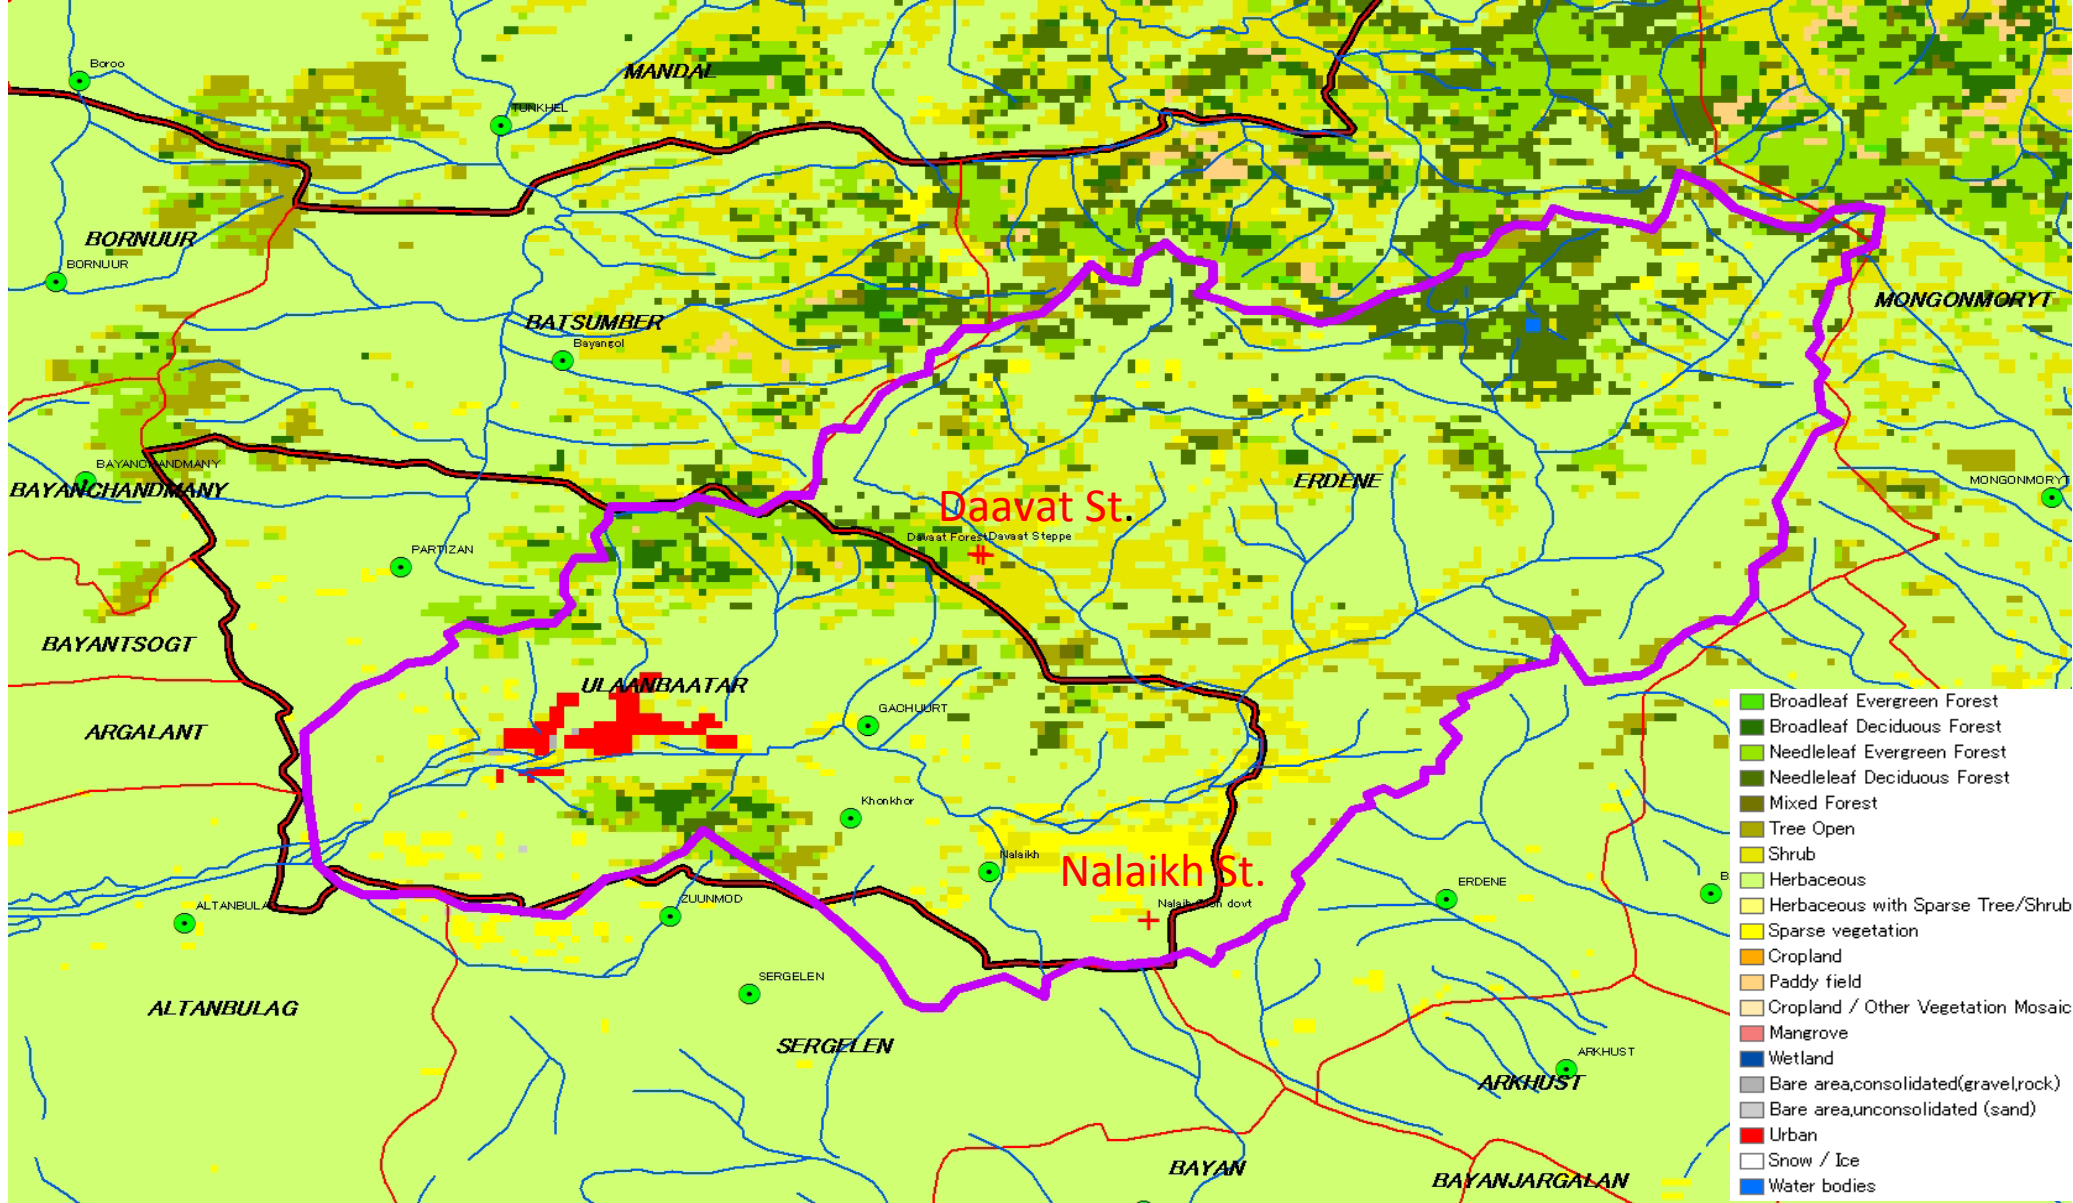 Boroo
MANDAL
TUNKHEL
BORNUUR
BORNUUR
MONGONMORYT
BATSUMBER
Bayangol
BAYANCHANDMANY
BAYANCHANDMANY
ERDENE
MONGONMORYT
Daavat St.
Davaat Forest
Davaat Steppe
PARTIZAN
BAYANTSOGT
ULAANBAATAR
GACHUURT
ARGALANT
Khonkhor
Nalaikh
Nalaikh St.
ERDENE
ZUUNMOD
SERGELEN
ALTANBULAG
SERGELEN
ARKHUST
ARKHUST
BAYAN
BAYANJARGALAN
Broadleaf Evergreen Forest
Broadleaf Deciduous Forest
Needleleaf Evergreen Forest
Needleleaf Deciduous Forest
Mixed Forest
Tree Open
Shrub
Herbaceous
Herbaceous with Sparse Tree/Shrub
Sparse vegetation
Cropland
Paddy field
Cropland / Other Vegetation Mosaic
Mangrove
Wetland
Bare area,consolidated(gravel,rock)
Bare area,unconsolidated (sand)
Urban
Snow / Ice
Water bodies